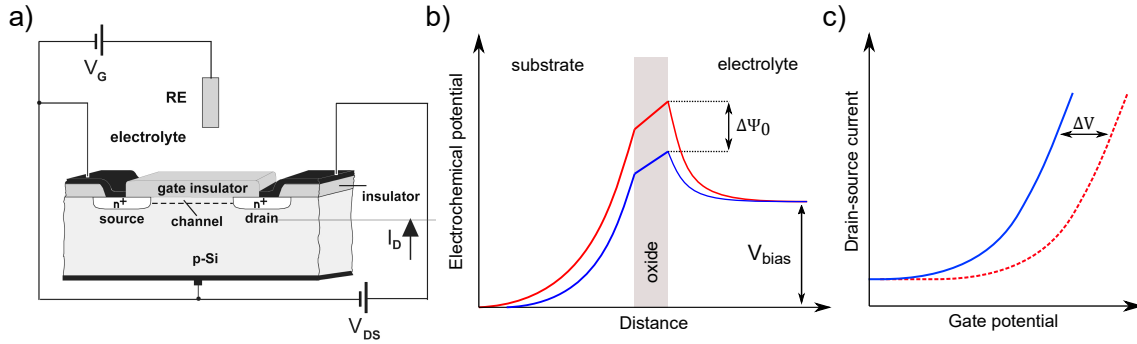 a)
V_G
RE
electrolyte
gate insulator
insulator
n⁺
n⁺
source
channel
drain
I_D
p-Si
V_DS
b)
Electrochemical potential
substrate
electrolyte
ΔΨ₀
oxide
V_bias
Distance
c)
Drain-source current
ΔV
Gate potential